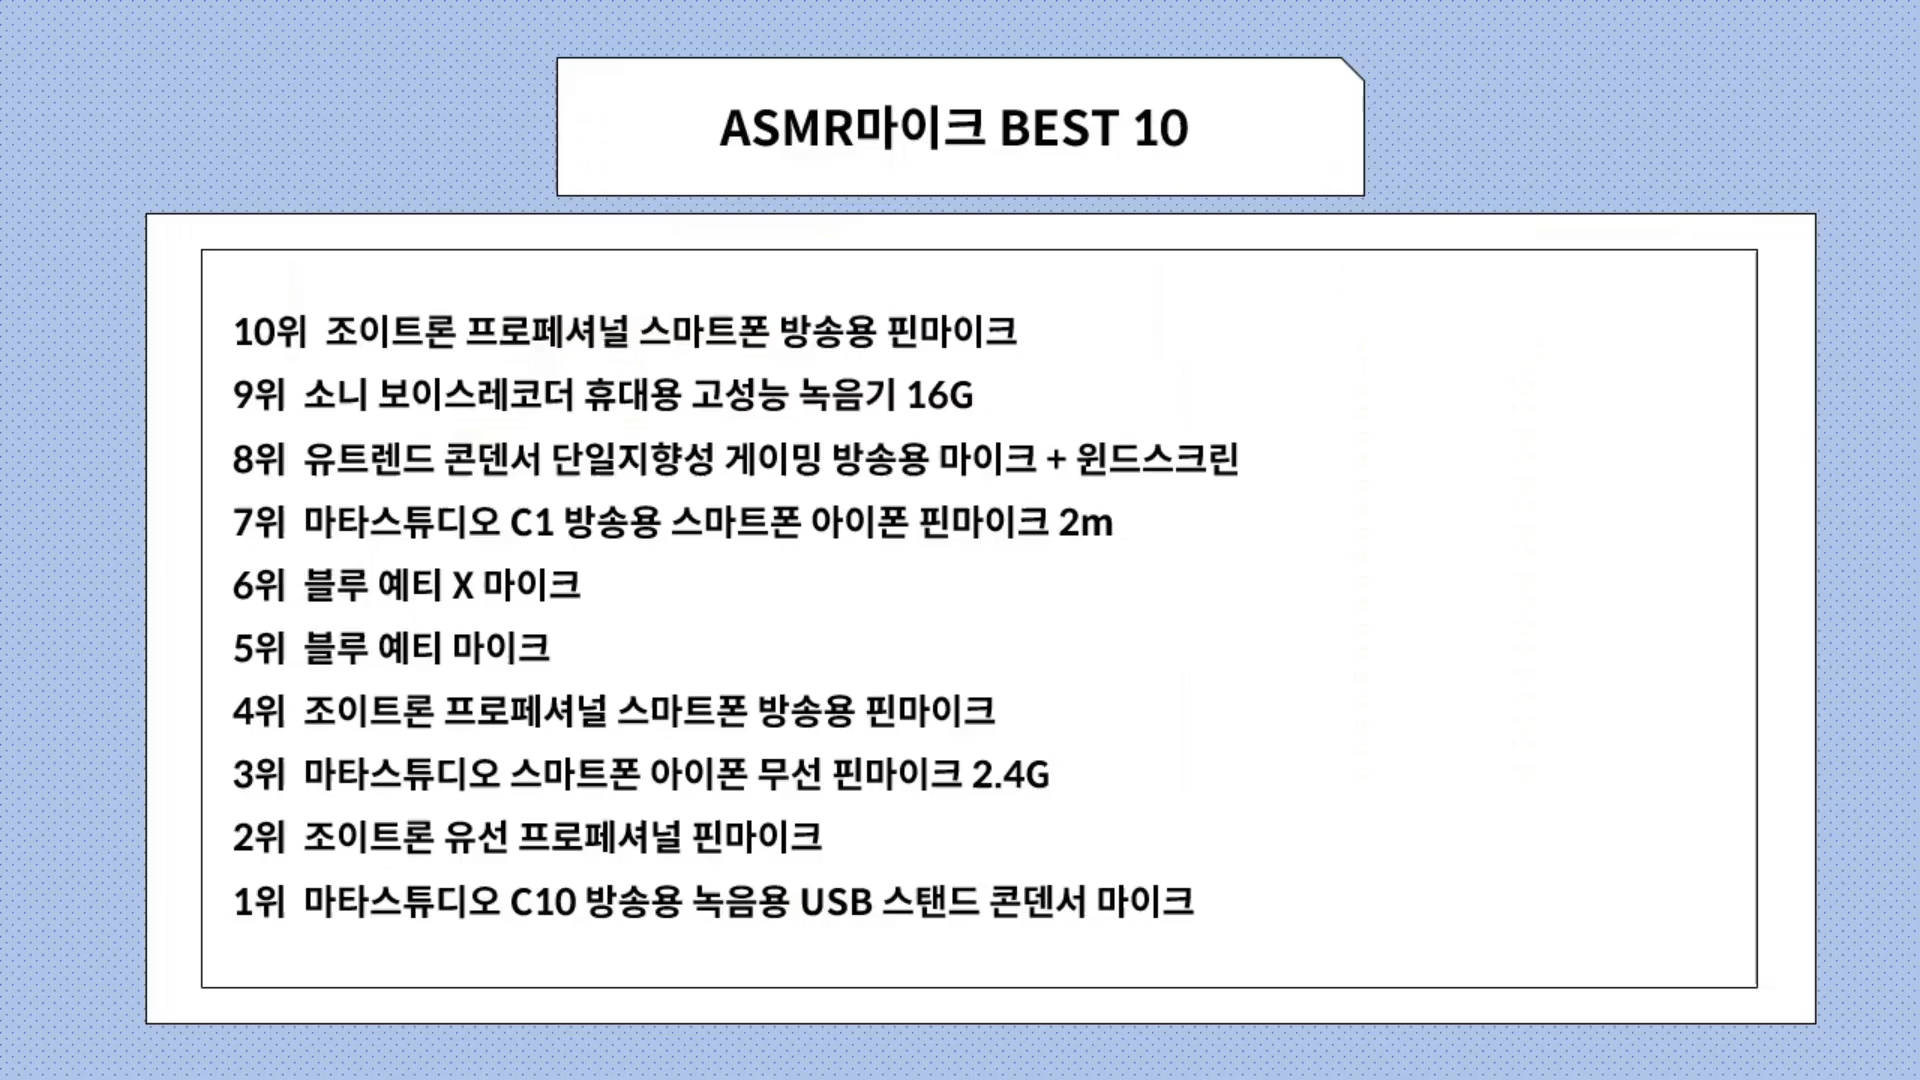 ASMR마이크 BEST 10
10위 조이트론 프로페셔널 스마트폰 방송용 핀마이크
9위 소니 보이스레코더 휴대용 고성능 녹음기 16G
8위 유트렌드 콘덴서 단일지향성 게이밍 방송용 마이크 + 윈드스크린
7위 마타스튜디오 C1 방송용 스마트폰 아이폰 핀마이크 2m
6위 블루 예티 X 마이크
5위 블루 예티 마이크
4위 조이트론 프로페셔널 스마트폰 방송용 핀마이크
3위 마타스튜디오 스마트폰 아이폰 무선 핀마이크 2.4G
2위 조이트론 유선 프로페셔널 핀마이크
1위 마타스튜디오 C10 방송용 녹음용 USB 스탠드 콘덴서 마이크